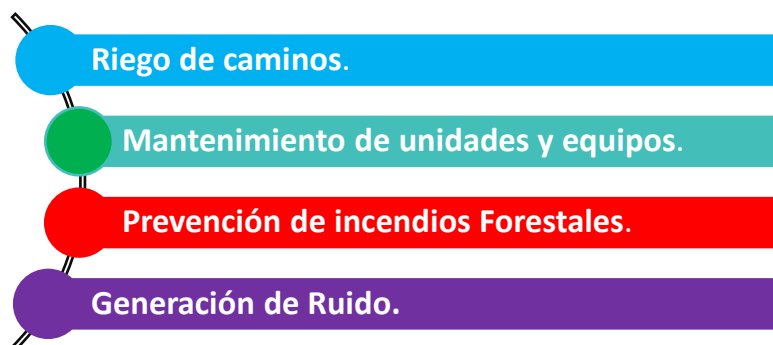 Riego de caminos.
Mantenimiento de unidades y equipos.
Prevención de incendios Forestales.
Generación de Ruido.